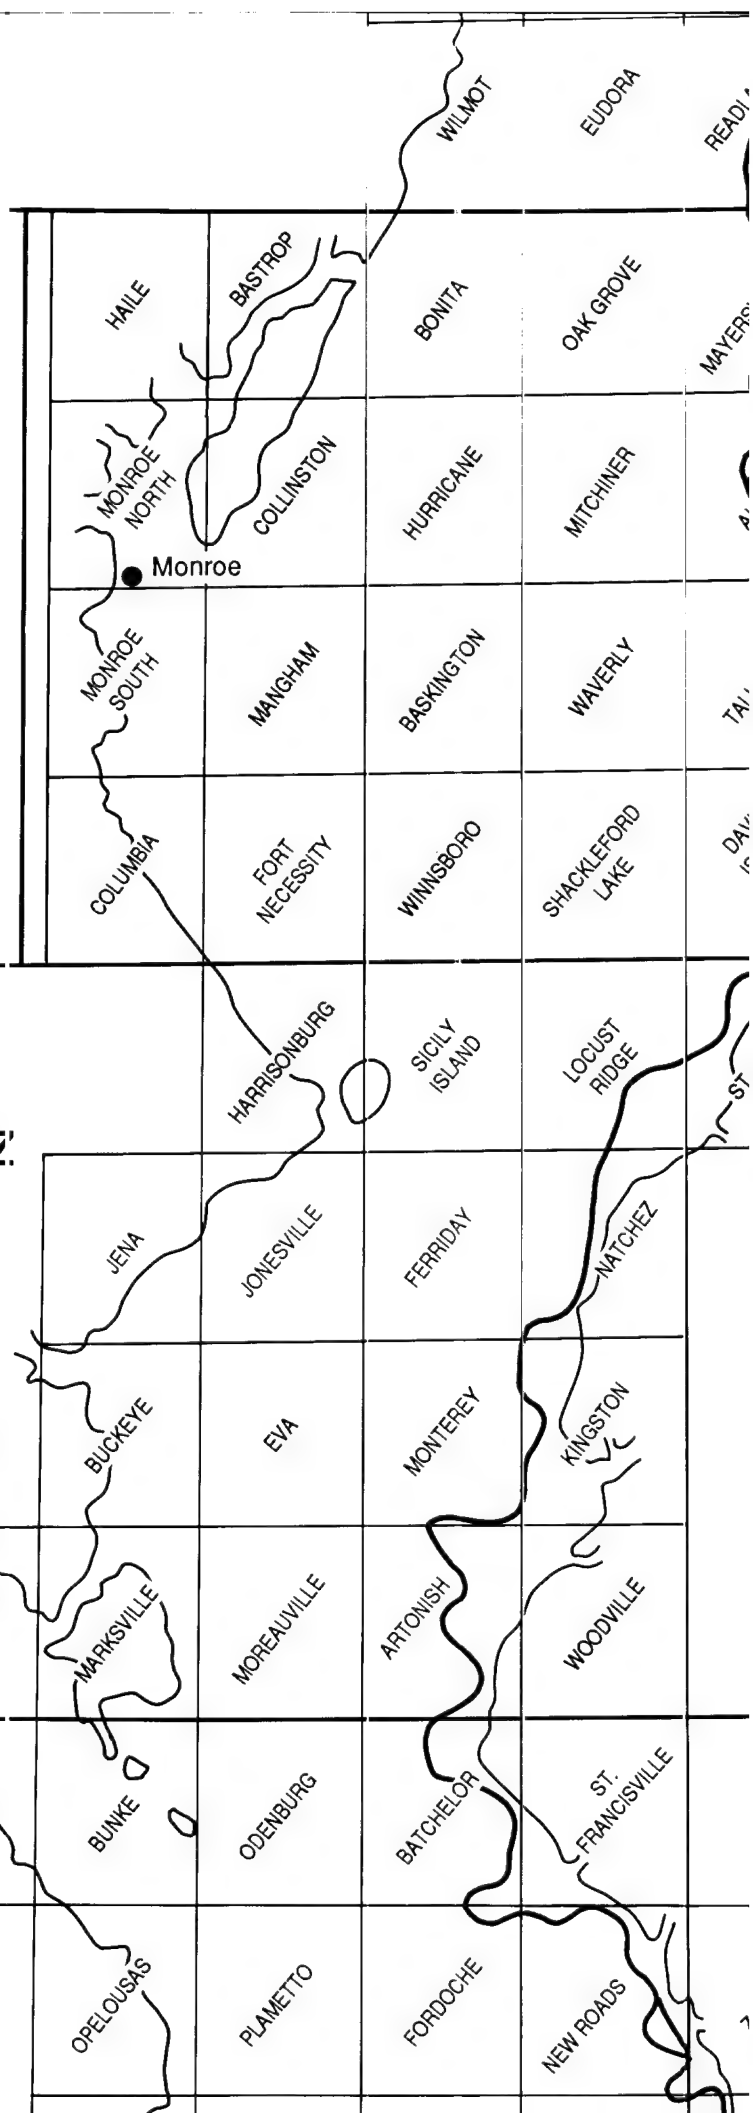 WILMOT
EUDORA
HAILE
BASTROP
BONITA
OAK GROVE
MONROE
NORTH
COLLINSTON
HURRICANE
MITCHINER
Monroe
MONROE
SOUTH
MANGHAM
BASKINGTON
WAVERLY
COLUMBIA
FORT
NECESSITY
WINNSBORO
SHACKLEFORD
LAKE
HARRISONBURG
SICILY
ISLAND
LOCUST
RIDGE
ST
JENA
JONESVILLE
FERRIDAY
NATCHEZ
BUCKEYE
EVA
MONTEREY
KINGSTON
MARKSVILLE
MOREAUVILLE
ARTONISH
WOODVILLE
BUNKE
ODENBURG
BATCHELOR
ST.
FRANCISVILLE
OPELOUSAS
PLAMETTO
FORDOCHE
NEW ROADS